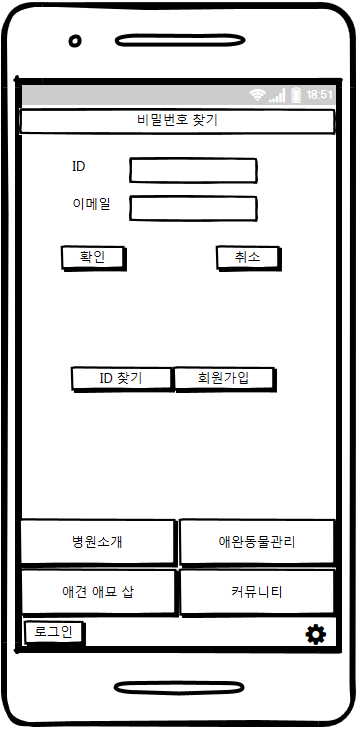 18:51
비밀번호 찾기
ID
이메일
확인 취소
ID 찾기 회원가입
병원소개 애완동물관리
애견 애묘 샵 커뮤니티
로그인